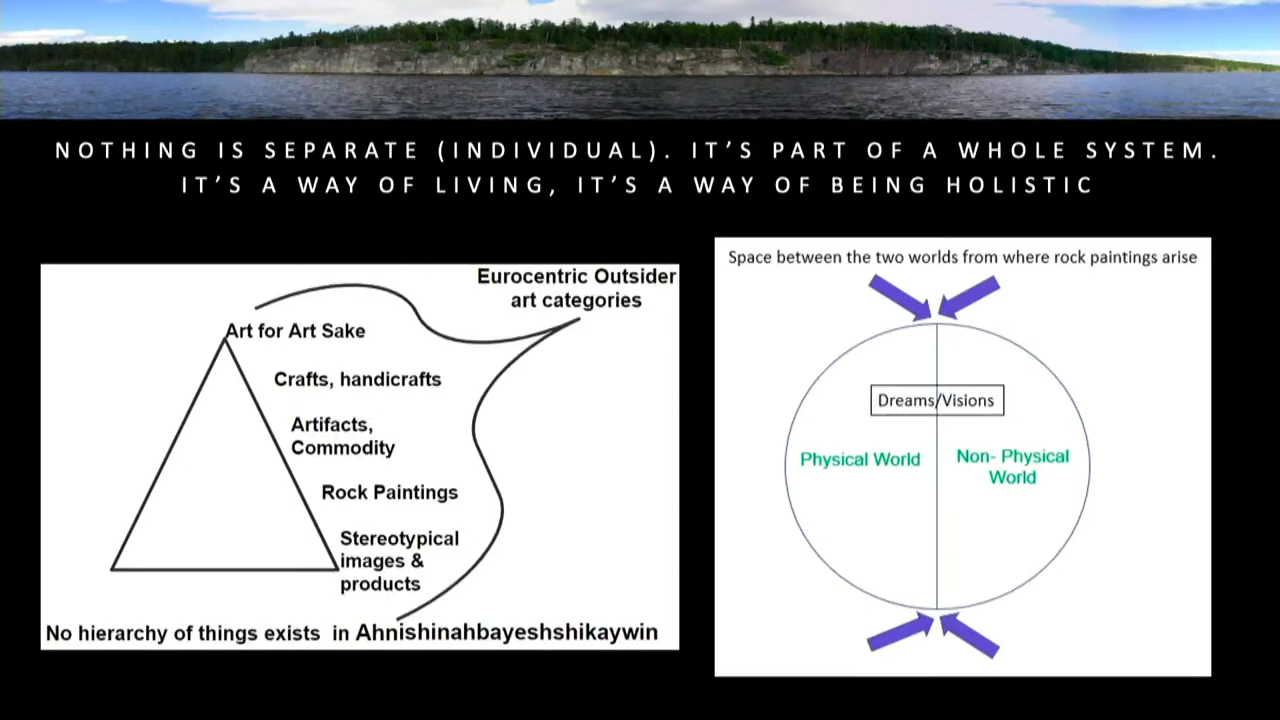 NOTHING IS SEPARATE (INDIVIDUAL). IT'S PART OF A WHOLE SYSTEM.
IT'S A WAY OF LIVING, IT'S A WAY OF BEING HOLISTIC
Eurocentric Outsider
art categories
Art for Art Sake
Crafts, handicrafts
Artifacts,
Commodity
Rock Paintings
Stereotypical
images &
products
No hierarchy of things exists in Ahnishinahbayeshshikaywin
Space between the two worlds from where rock paintings arise
Dreams/Visions
Physical World
Non- Physical
World